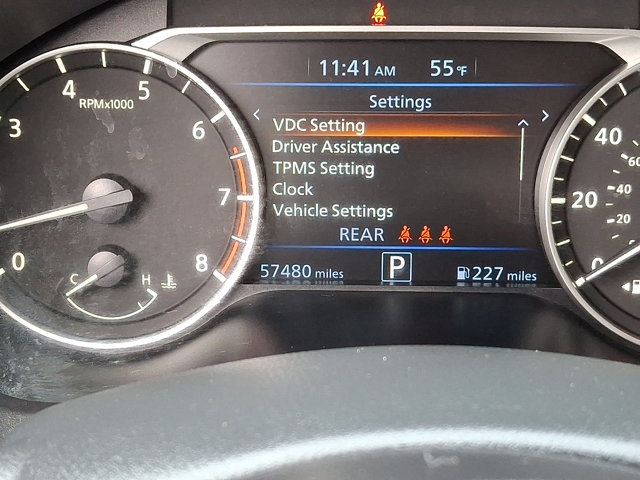 11:41 AM 55°F
Settings
VDC Setting
Driver Assistance
TPMS Setting
Clock
Vehicle Settings
REAR
57480 miles P 227 miles
RPMx1000
0 3 4 5 6 7 8
C H
40
20
0
60
40
20